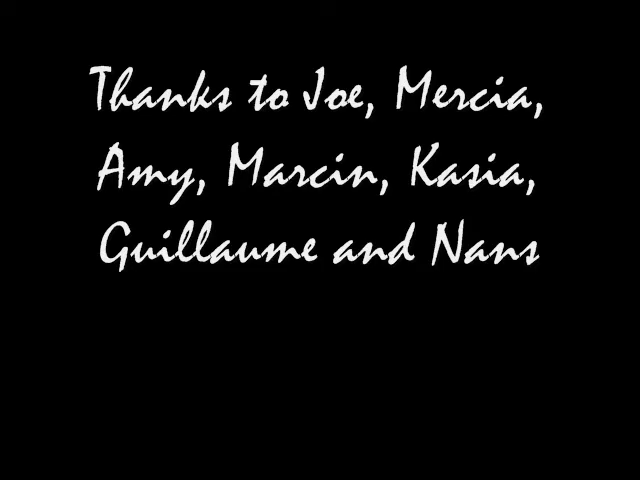 Thanks to Joe, Mercia,
Amy, Marcin, Kasia,
Guillaume and Nans